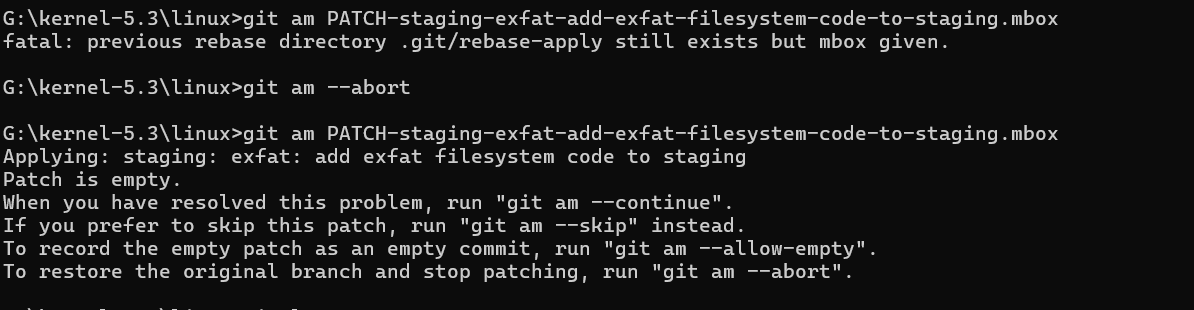 G:\kernel-5.3\linux>git am PATCH-staging-exfat-add-exfat-filesystem-code-to-staging.mbox
fatal: previous rebase directory .git/rebase-apply still exists but mbox given.
G:\kernel-5.3\linux>git am --abort
G:\kernel-5.3\linux>git am PATCH-staging-exfat-add-exfat-filesystem-code-to-staging.mbox
Applying: staging: exfat: add exfat filesystem code to staging
Patch is empty.
When you have resolved this problem, run "git am --continue".
If you prefer to skip this patch, run "git am --skip" instead.
To record the empty patch as an empty commit, run "git am --allow-empty".
To restore the original branch and stop patching, run "git am --abort".